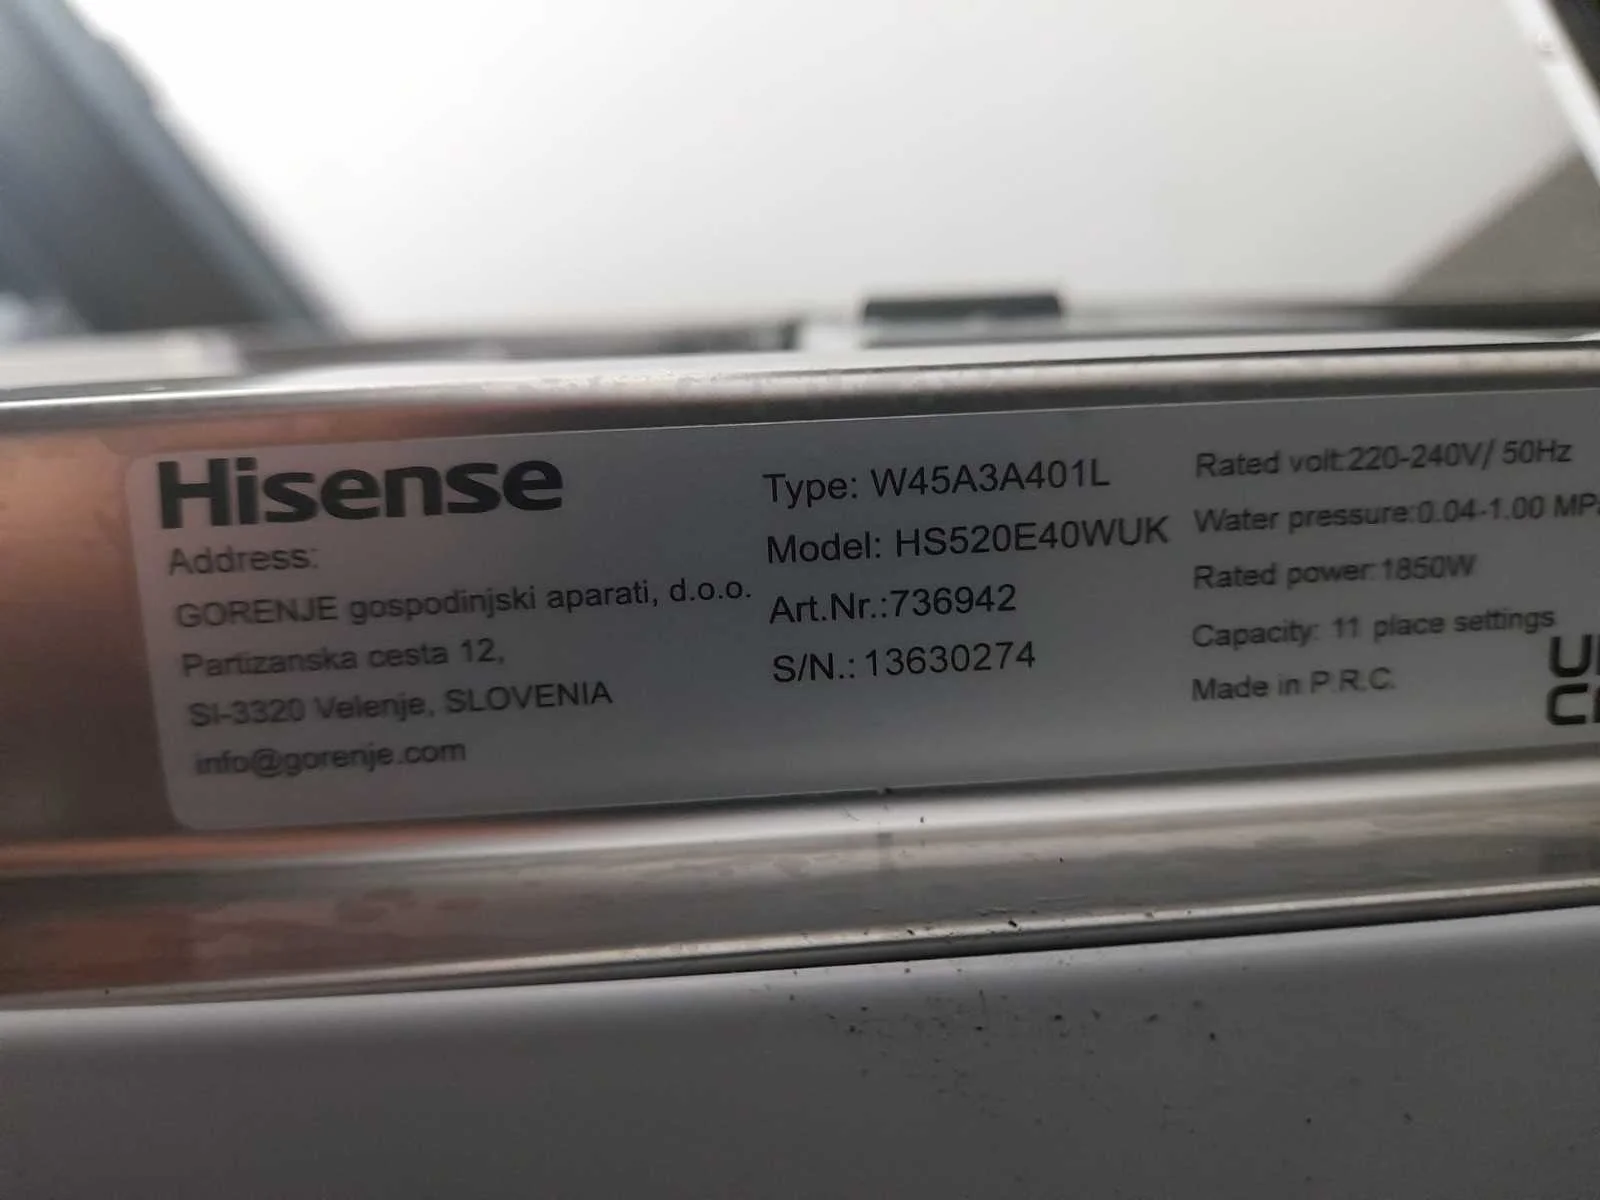 Hisense
Address:
GORENJE gospodinjski aparati, d.o.o.
Partizanska cesta 12,
SI-3320 Velenje, SLOVENIA
info@gorenje.com
Type: W45A3A401L
Model: HS520E40WUK
Art.Nr.:736942
S/N.: 13630274
Rated volt:220-240V/ 50Hz
Water pressure:0.04-1.00 MPa
Rated power:1850W
Capacity: 11 place settings
Made in P.R.C.